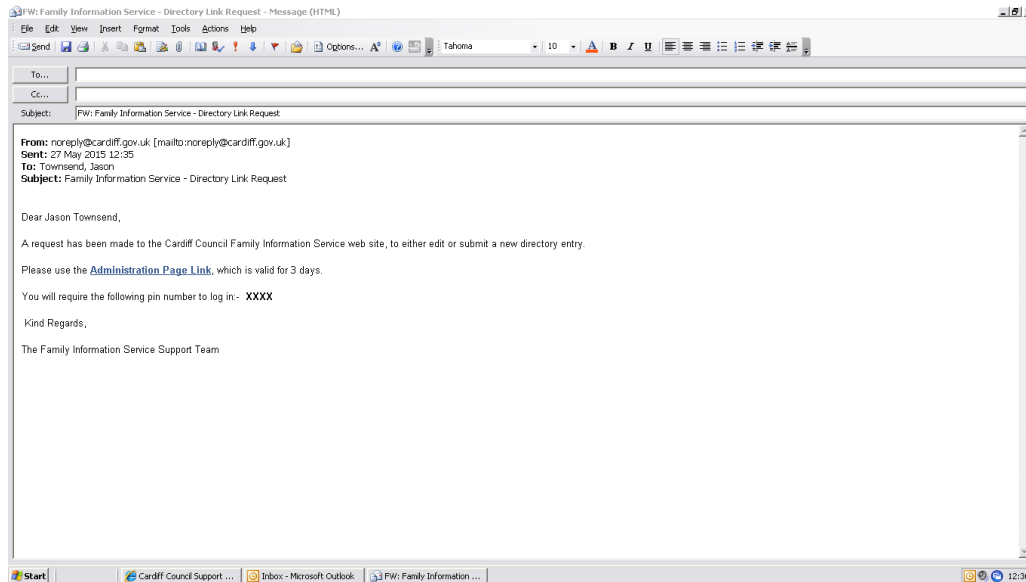 FW: Family Information Service - Directory Link Request - Message (HTML)
File Edit View Insert Format Tools Actions Help
Send Options... Tahoma 10 A B I U
To...
Cc...
Subject: FW: Family Information Service - Directory Link Request
From: noreply@cardiff.gov.uk [mailto:noreply@cardiff.gov.uk]
Sent: 27 May 2015 12:35
To: Townsend, Jason
Subject: Family Information Service - Directory Link Request
Dear Jason Townsend,
A request has been made to the Cardiff Council Family Information Service web site, to either edit or submit a new directory entry.
Please use the Administration Page Link, which is valid for 3 days.
You will require the following pin number to log in:- XXXX
Kind Regards,
The Family Information Service Support Team
Start Cardiff Council Support ... Inbox - Microsoft Outlook FW: Family Information ...